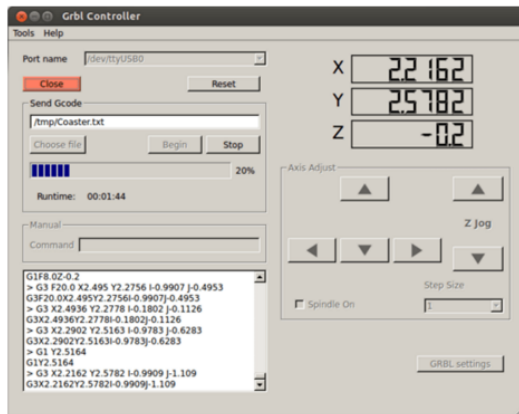 Grbl Controller
Tools Help
Port name /dev/ttyUSB0
Close Reset
Send Gcode
/tmp/Coaster.txt
Choose file Begin Stop
20%
Runtime: 00:01:44
Manual
Command
G1F8.0Z-0.2
> G3 F20.0 X2.495 Y2.2756 I-0.9907 J-0.4953
G3F20.0X2.495Y2.2756I-0.9907J-0.4953
> G3 X2.4936 Y2.2778 I-0.1802 J-0.1126
G3X2.4936Y2.2778I-0.1802J-0.1126
> G3 X2.2902 Y2.5163 I-0.9783 J-0.6283
G3X2.2902Y2.5163I-0.9783J-0.6283
> G1 Y2.5164
G1Y2.5164
> G3 X2.2162 Y2.5782 I-0.9909 J-1.109
G3X2.2162Y2.5782I-0.9909J-1.109
X 2.2162
Y 2.5782
Z -0.2
Axis Adjust
Z Jog
Step Size
Spindle On 1
GRBL settings